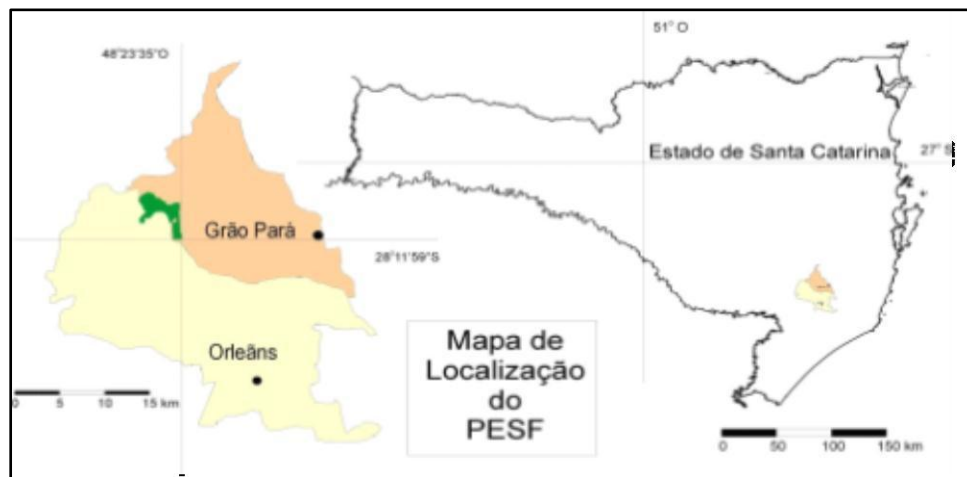 48°23'35"O
51° O
Estado de Santa Catarina
27° S
Grão Pará
28°11'59"S
Orleãns
Mapa de
Localização
do
PESF
0 5 10 15 km
0 50 100 150 km